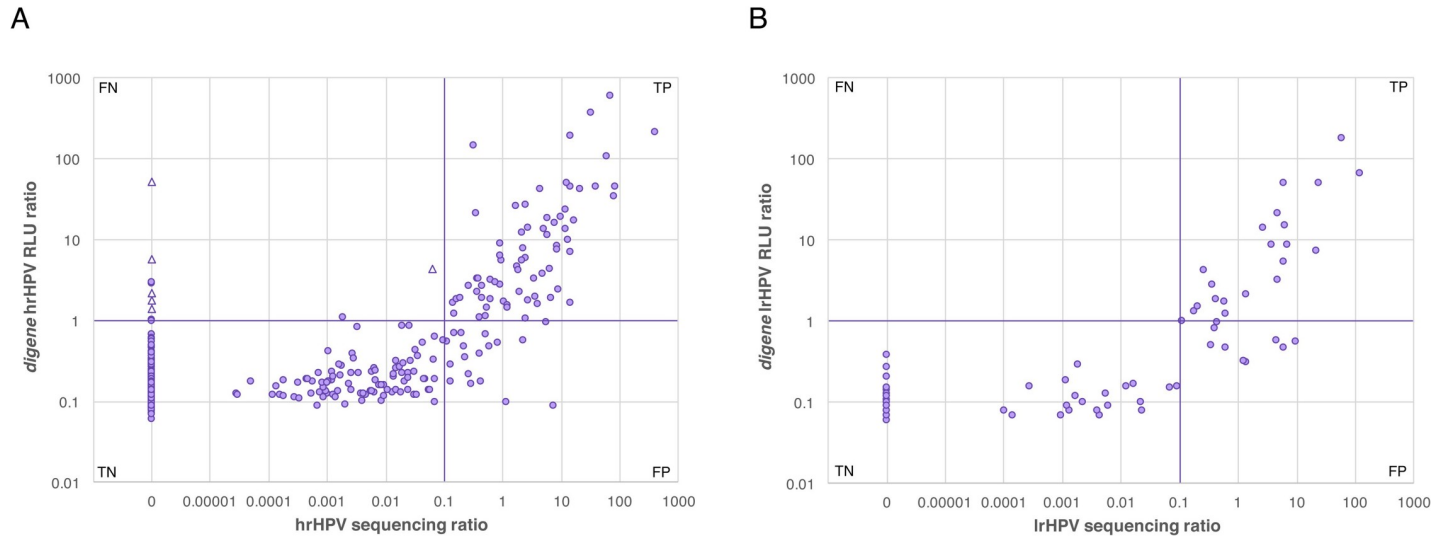 A
B
FN
TP
1000
100
10
1
0.1
0.01
TN
FP
digene hrHPV RLU ratio
0
0.00001
0.0001
0.001
0.01
0.1
1
10
100
1000
hrHPV sequencing ratio
FN
TP
1000
100
10
1
0.1
0.01
TN
FP
digene lrHPV RLU ratio
0
0.00001
0.0001
0.001
0.01
0.1
1
10
100
1000
lrHPV sequencing ratio